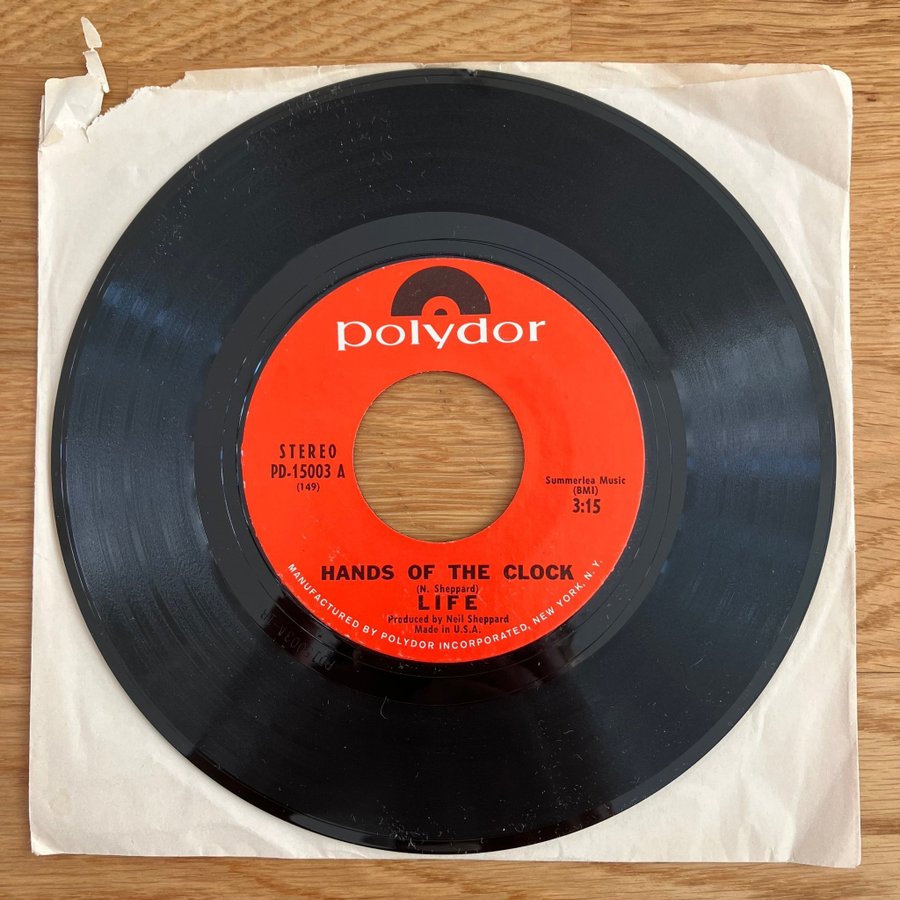 polydor
STEREO
PD-15003 A
(149)
Summerlea Music
(BMI)
3:15
HANDS OF THE CLOCK
(N. Sheppard)
LIFE
Produced by Neil Sheppard
Made in U.S.A.
MANUFACTURED BY POLYDOR INCORPORATED, NEW YORK, N.Y.